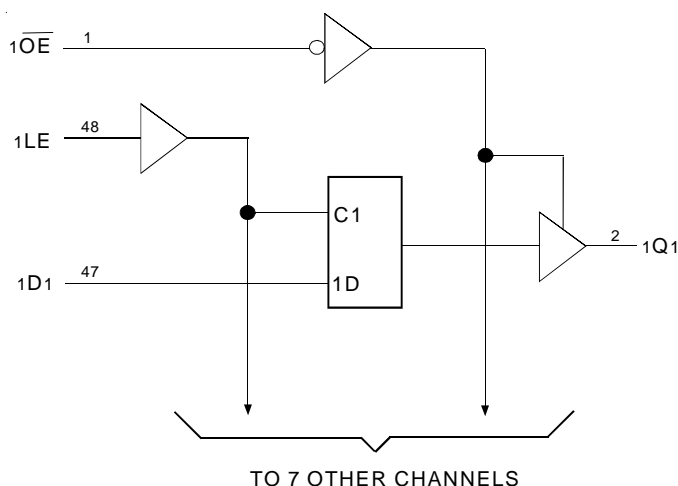 1OE 1
1LE 48
C1
2 1Q1
1D1 47
1D
TO 7 OTHER CHANNELS